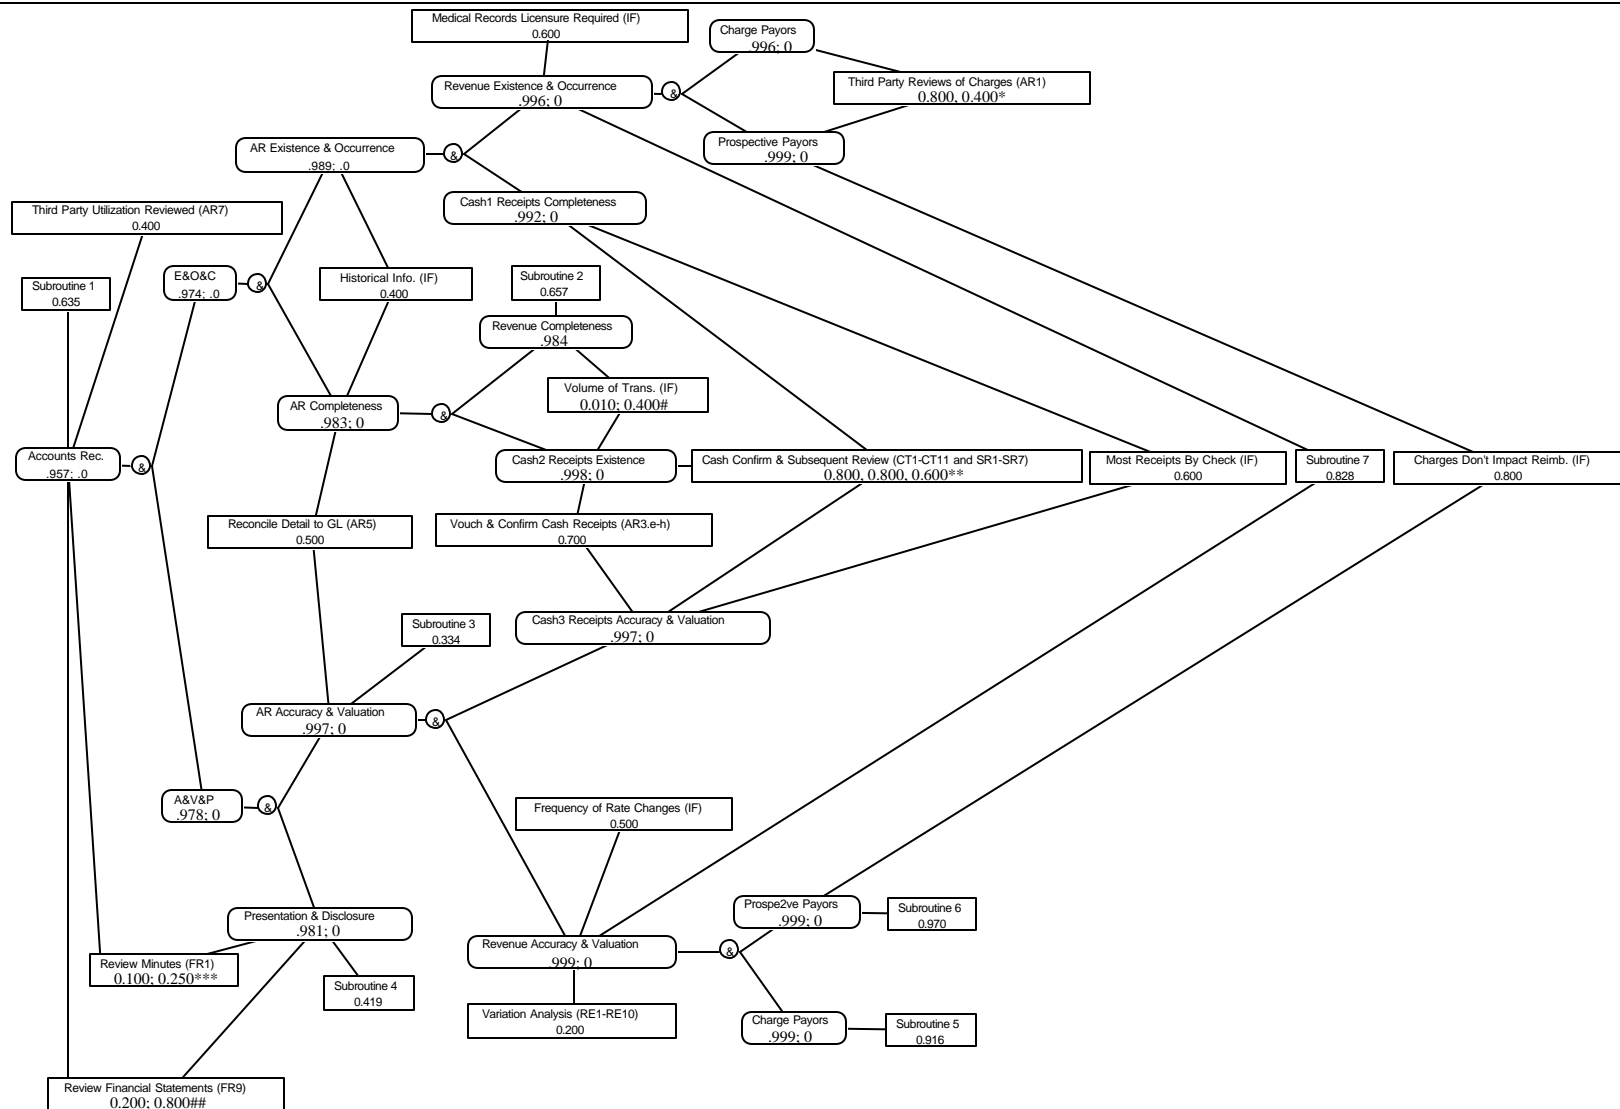 Medical Records Licensure Required (IF)
0.600
Charge Payors
.996; 0
Revenue Existence & Occurrence
.996; 0
&
Third Party Reviews of Charges (AR1)
0.800, 0.400*
AR Existence & Occurrence
.989; .0
&
Prospective Payors
.999; 0
Third Party Utilization Reviewed (AR7)
0.400
Cash1 Receipts Completeness
.992; 0
Subroutine 1
0.635
E&O&C
.974; .0
&
Historical Info. (IF)
0.400
Subroutine 2
0.657
Revenue Completeness
.984
Volume of Trans. (IF)
0.010; 0.400#
AR Completeness
.983; 0
&
Accounts Rec.
.957; .0
&
Cash2 Receipts Existence
.998; 0
Cash Confirm & Subsequent Review (CT1-CT11 and SR1-SR7)
0.800, 0.800, 0.600**
Most Receipts By Check (IF)
0.600
Subroutine 7
0.828
Charges Don't Impact Reimb. (IF)
0.800
Reconcile Detail to GL (AR5)
0.500
Vouch & Confirm Cash Receipts (AR3.e-h)
0.700
Subroutine 3
0.334
Cash3 Receipts Accuracy & Valuation
.997; 0
AR Accuracy & Valuation
.997; 0
&
A&V&P
.978; 0
&
Frequency of Rate Changes (IF)
0.500
Presentation & Disclosure
.981; 0
Prospe2ve Payors
.999; 0
Subroutine 6
0.970
Revenue Accuracy & Valuation
.999; 0
&
Review Minutes (FR1)
0.100; 0.250***
Subroutine 4
0.419
Variation Analysis (RE1-RE10)
0.200
Charge Payors
.999; 0
Subroutine 5
0.916
Review Financial Statements (FR9)
0.200; 0.800##